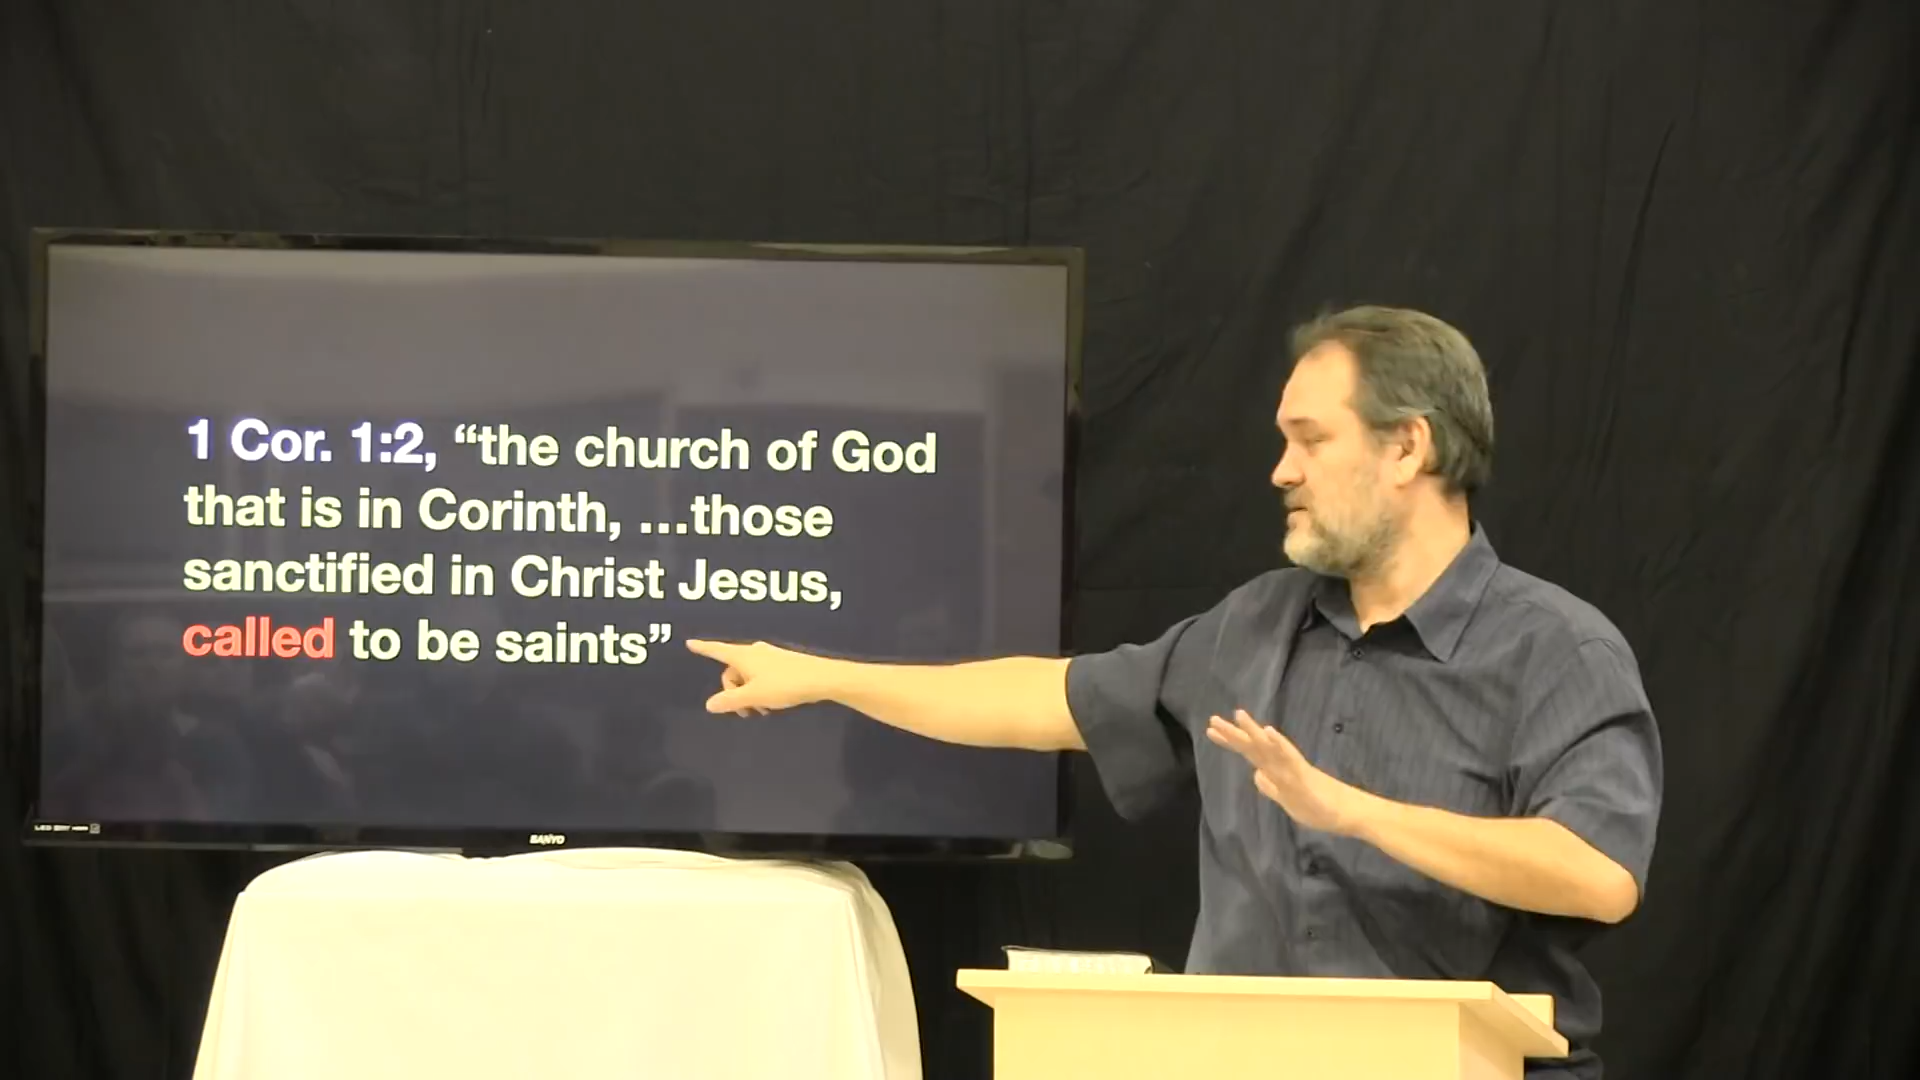 1 Cor. 1:2, “the church of God
that is in Corinth, ...those
sanctified in Christ Jesus,
called to be saints”
SANYO